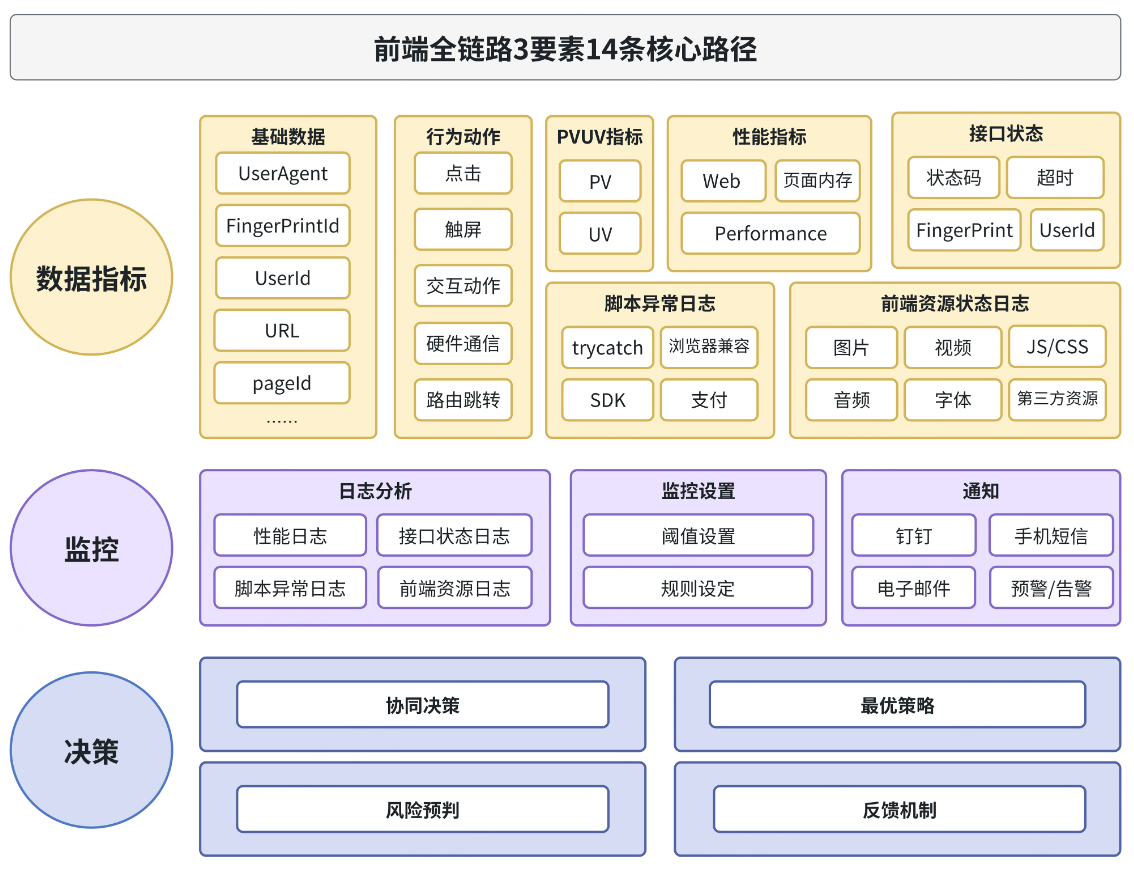 前端全链路3要素14条核心路径
数据指标
基础数据
UserAgent
FingerPrintId
UserId
URL
pageId
......
行为动作
点击
触屏
交互动作
硬件通信
路由跳转
PVUV指标
PV
UV
性能指标
Web
页面内存
Performance
接口状态
状态码
超时
FingerPrint
UserId
脚本异常日志
trycatch
浏览器兼容
SDK
支付
前端资源状态日志
图片
视频
JS/CSS
音频
字体
第三方资源
监控
日志分析
性能日志
接口状态日志
脚本异常日志
前端资源日志
监控设置
阈值设置
规则设定
通知
钉钉
手机短信
电子邮件
预警/告警
决策
协同决策
最优策略
风险预判
反馈机制